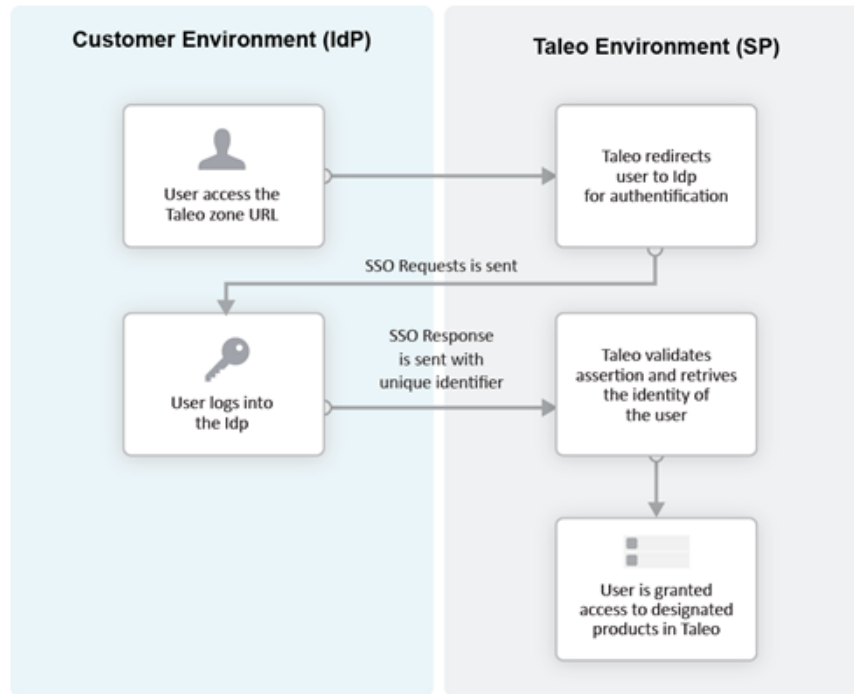 Customer Environment (IdP)
Taleo Environment (SP)
User access the
Taleo zone URL
Taleo redirects
user to Idp
for authentification
SSO Requests is sent
User logs into
the Idp
SSO Response
is sent with
unique identifier
Taleo validates
assertion and retrives
the identity of
the user
User is granted
access to designated
products in Taleo